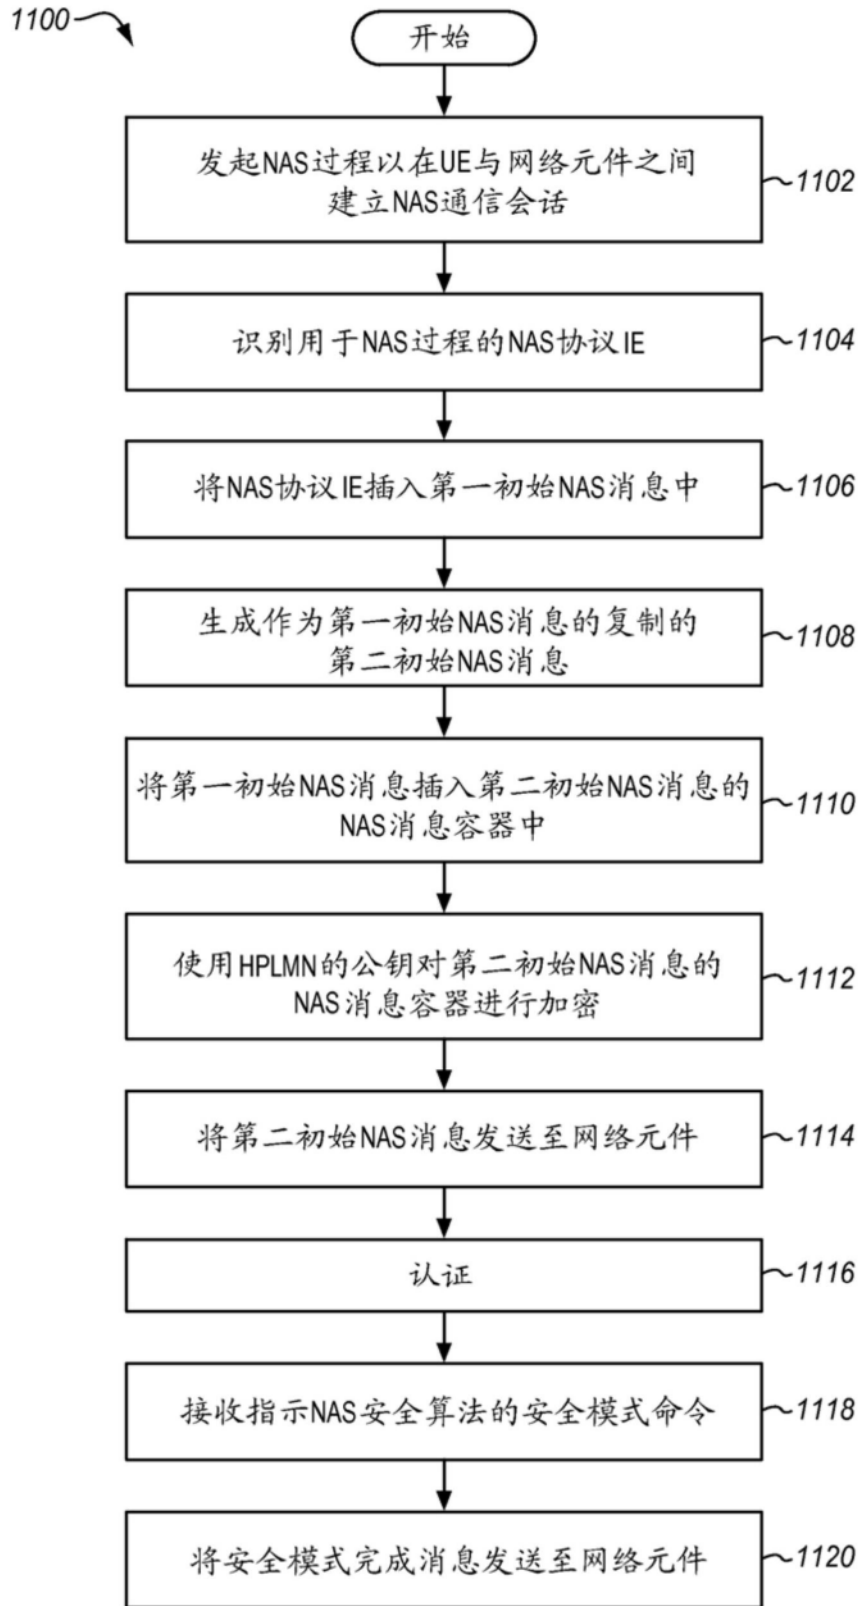 1100
开始
发起NAS过程以在UE与网络元件之间
建立NAS通信会话
1102
识别用于NAS过程的NAS协议IE
1104
将NAS协议IE插入第一初始NAS消息中
1106
生成作为第一初始NAS消息的复制的
第二初始NAS消息
1108
将第一初始NAS消息插入第二初始NAS消息的
NAS消息容器中
1110
使用HPLMN的公钥对第二初始NAS消息的
NAS消息容器进行加密
1112
将第二初始NAS消息发送至网络元件
1114
认证
1116
接收指示NAS安全算法的安全模式命令
1118
将安全模式完成消息发送至网络元件
1120